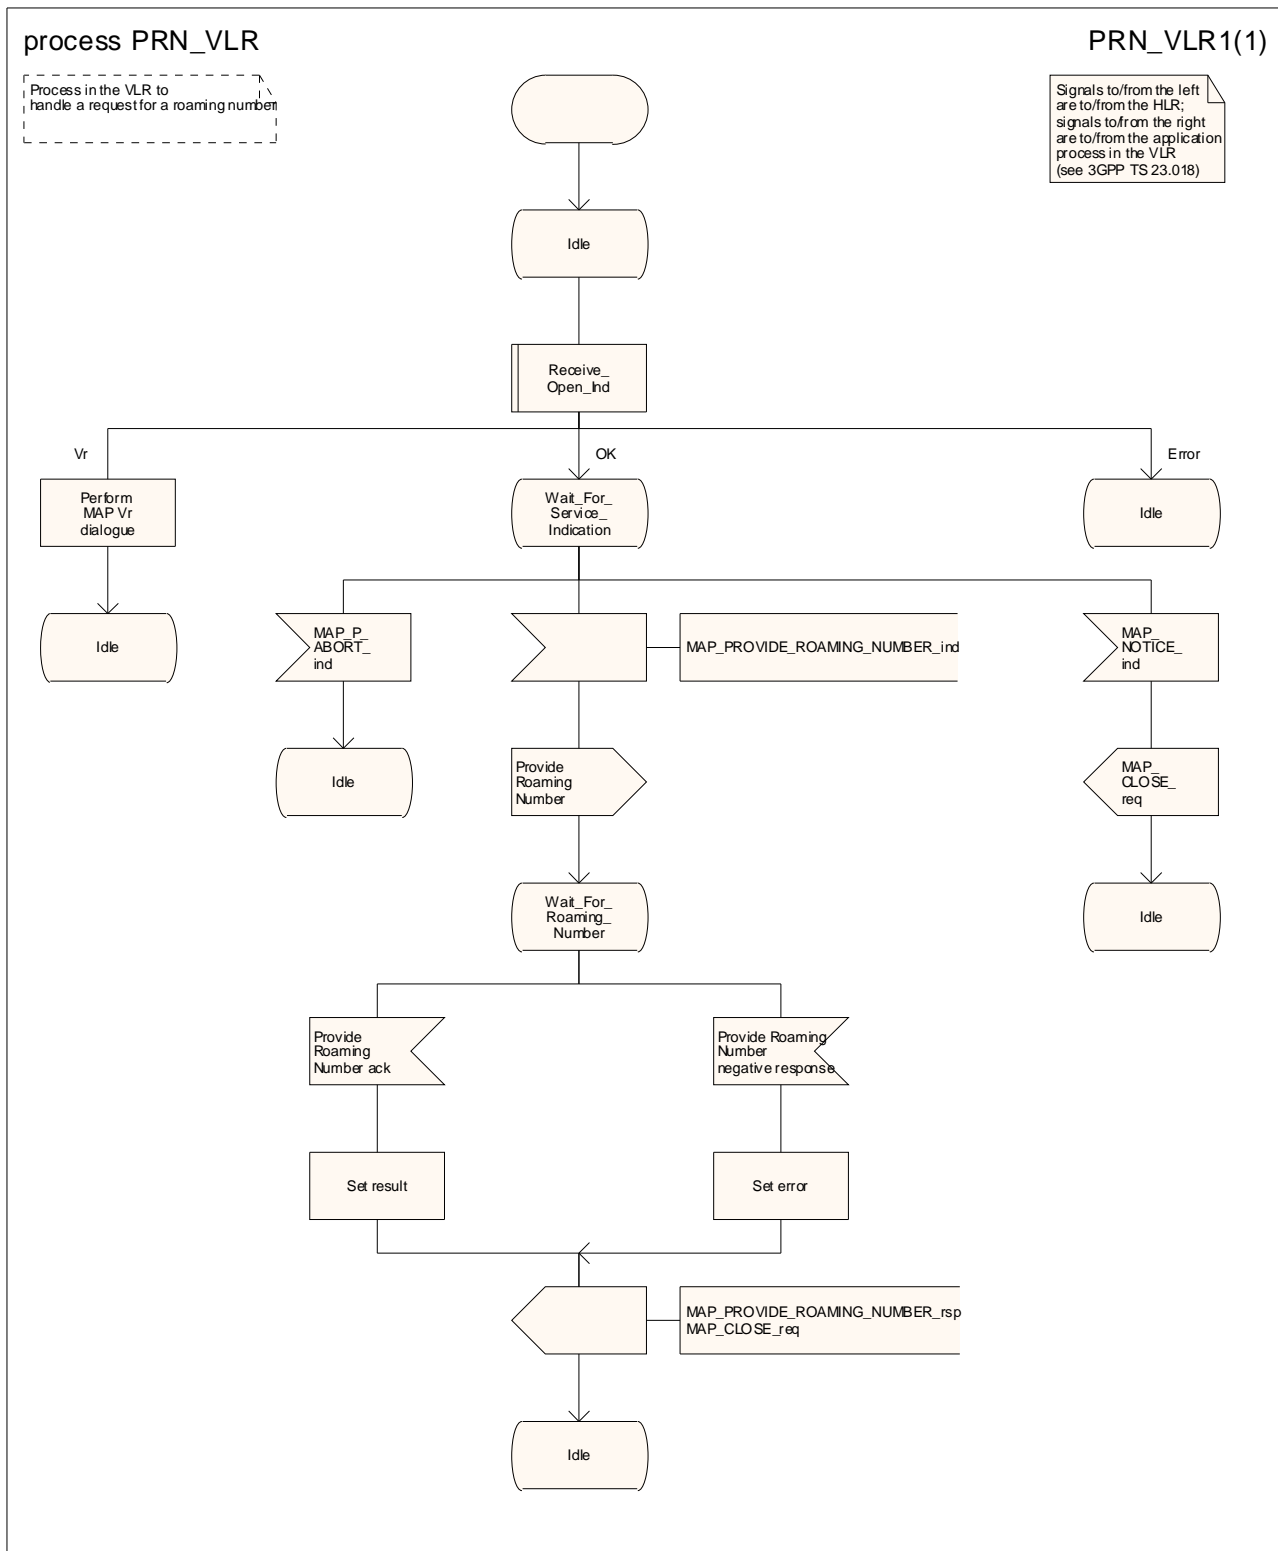 process PRN_VLR
PRN_VLR1(1)
Process in the VLR to
handle a request for a roaming number
Signals to/from the left
are to/from the HLR;
signals to/from the right
are to/from the application
process in the VLR
(see 3GPP TS 23.018)
Idle
Receive_
Open_Ind
Vr
OK
Error
Perform
MAP Vr
dialogue
Wait_For_
Service_
Indication
Idle
Idle
MAP_P_
ABORT_
ind
MAP_PROVIDE_ROAMING_NUMBER_ind
MAP_
NOTICE_
ind
Idle
Provide
Roaming
Number
MAP_
CLOSE_
req
Wait_For_
Roaming_
Number
Idle
Provide
Roaming
Number ack
Provide Roaming
Number
negative response
Set result
Set error
MAP_PROVIDE_ROAMING_NUMBER_rsp
MAP_CLOSE_req
Idle